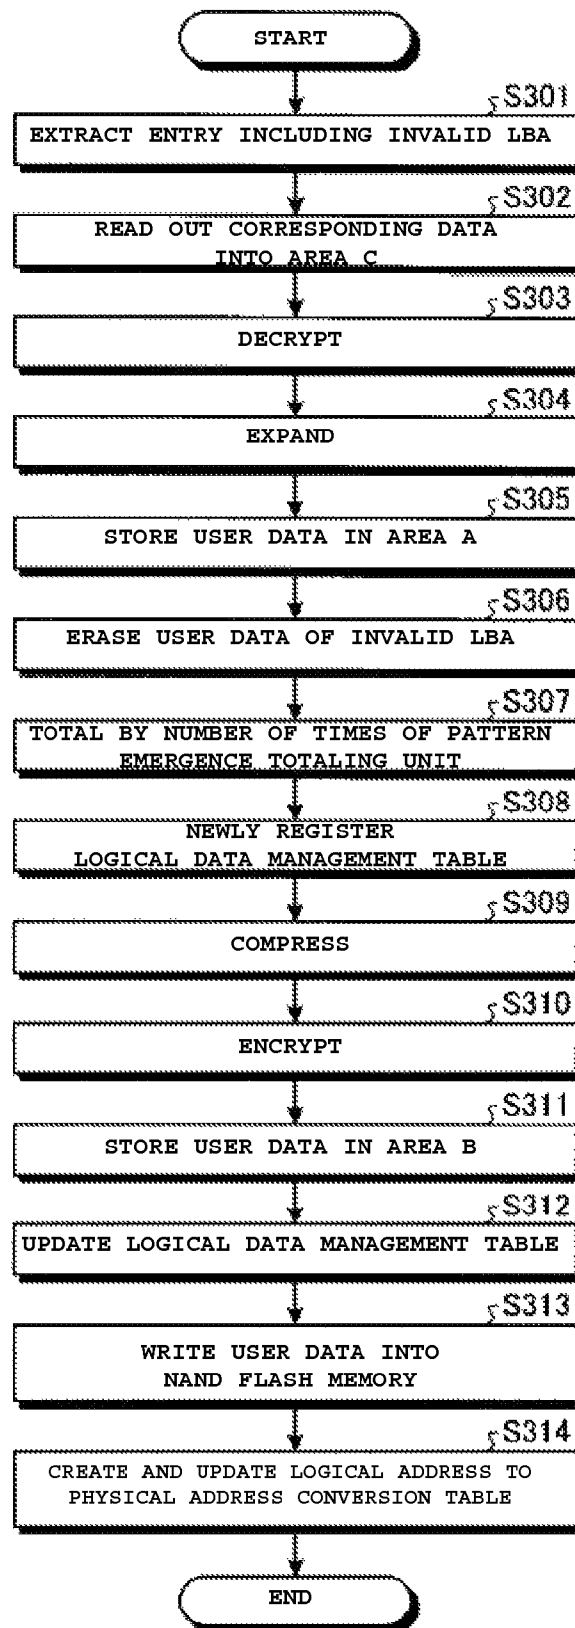 START
S301
EXTRACT ENTRY INCLUDING INVALID LBA
S302
READ OUT CORRESPONDING DATA
INTO AREA C
S303
DECRYPT
S304
EXPAND
S305
STORE USER DATA IN AREA A
S306
ERASE USER DATA OF INVALID LBA
S307
TOTAL BY NUMBER OF TIMES OF PATTERN
EMERGENCE TOTALING UNIT
S308
NEWLY REGISTER
LOGICAL DATA MANAGEMENT TABLE
S309
COMPRESS
S310
ENCRYPT
S311
STORE USER DATA IN AREA B
S312
UPDATE LOGICAL DATA MANAGEMENT TABLE
S313
WRITE USER DATA INTO
NAND FLASH MEMORY
S314
CREATE AND UPDATE LOGICAL ADDRESS TO
PHYSICAL ADDRESS CONVERSION TABLE
END